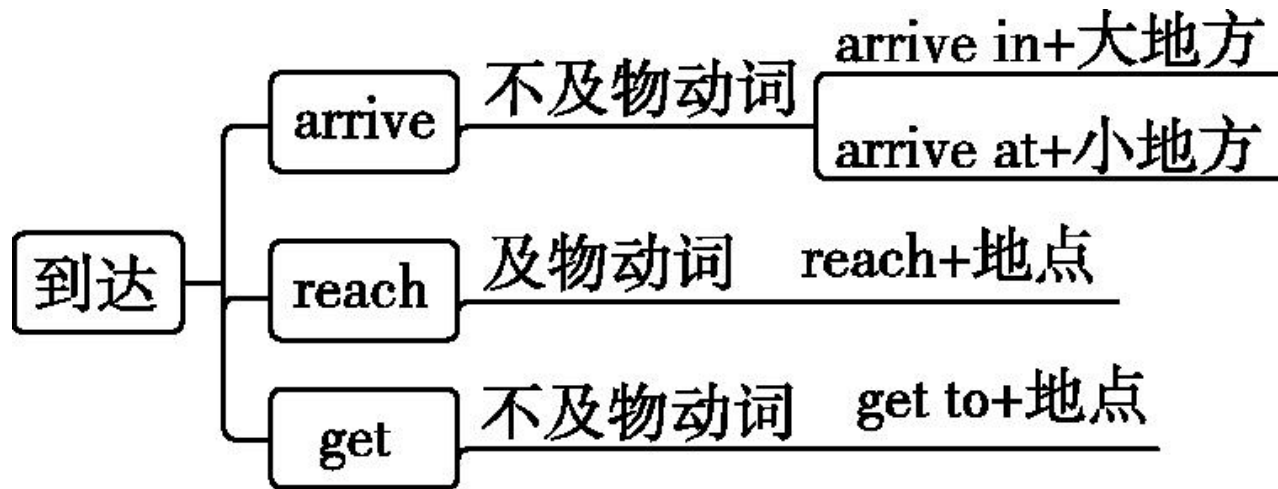 到达
arrive 不及物动词
arrive in+大地方
arrive at+小地方
reach 及物动词 reach+地点
get 不及物动词 get to+地点